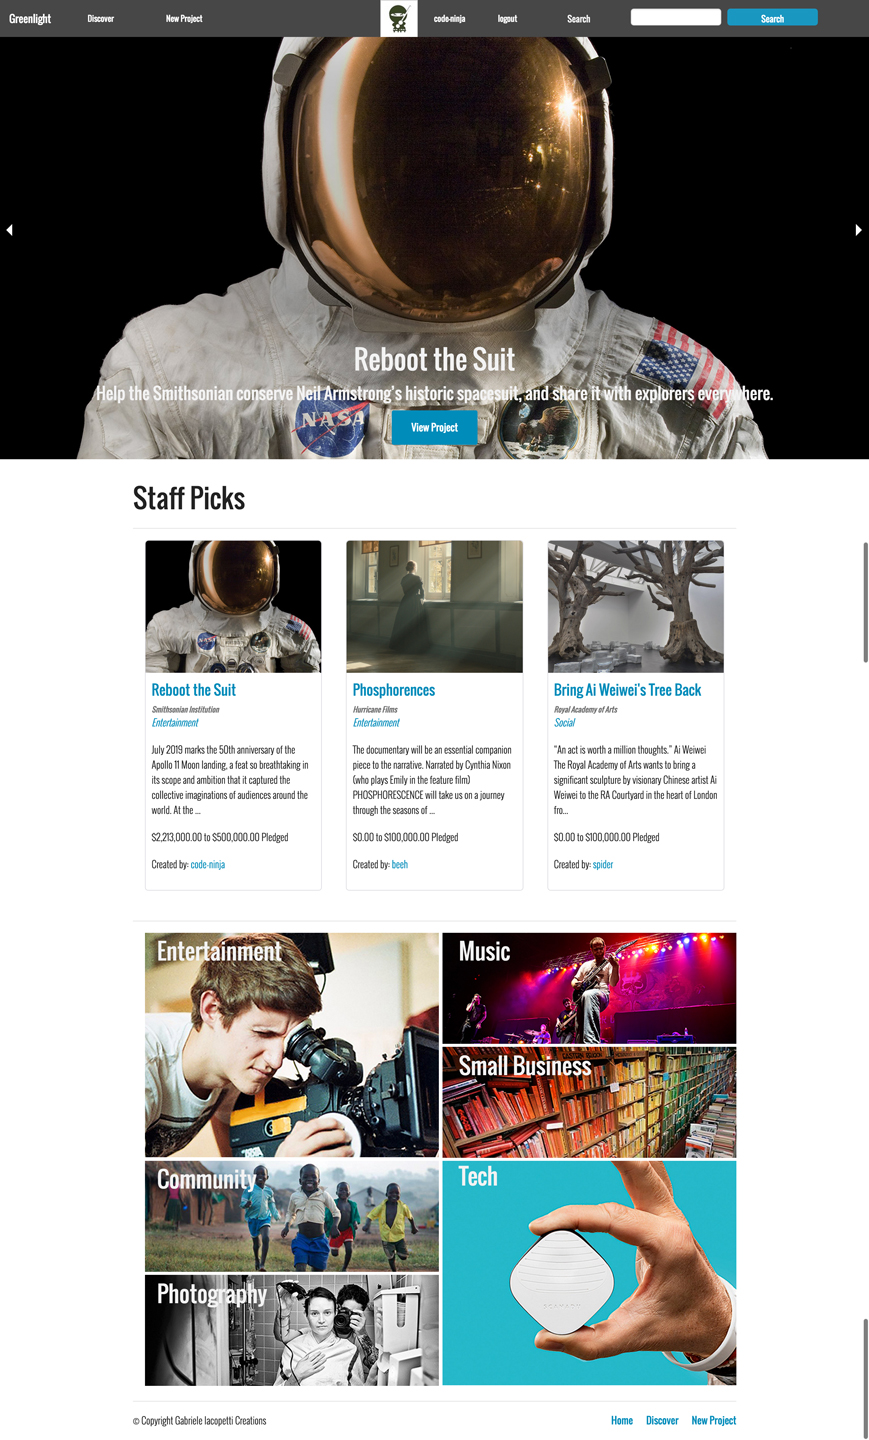 Greenlight Discover New Project code-ninja logout Search Search
Reboot the Suit
Help the Smithsonian conserve Neil Armstrong's historic spacesuit, and share it with explorers everywhere.
NASA
View Project
Staff Picks
NASA
Reboot the Suit
Smithsonian Institution
Entertainment
July 2019 marks the 50th anniversary of the
Apollo 11 Moon landing, a feat so breathtaking in
its scope and ambition that it captured the
collective imaginations of audiences around the
world. At the ...
$2,213,000.00 to $500,000.00 Pledged
Created by: code-ninja
Phosphorences
Hurricane Films
Entertainment
The documentary will be an essential companion
piece to the narrative. Narrated by Cynthia Nixon
(who plays Emily in the feature film)
PHOSPHORESCENCE will take us on a journey
through the seasons of ...
$0.00 to $100,000.00 Pledged
Created by: beeh
Bring Ai Weiwei's Tree Back
Royal Academy of Arts
Social
"An act is worth a million thoughts." Ai Weiwei
The Royal Academy of Arts wants to bring a
significant sculpture by visionary Chinese artist Ai
Weiwei to the RA Courtyard in the heart of London
fro...
$0.00 to $100,000.00 Pledged
Created by: spider
Entertainment
Music
Small Business
Community
Tech
Photography
© Copyright Gabriele Iacopetti Creations
Home Discover New Project